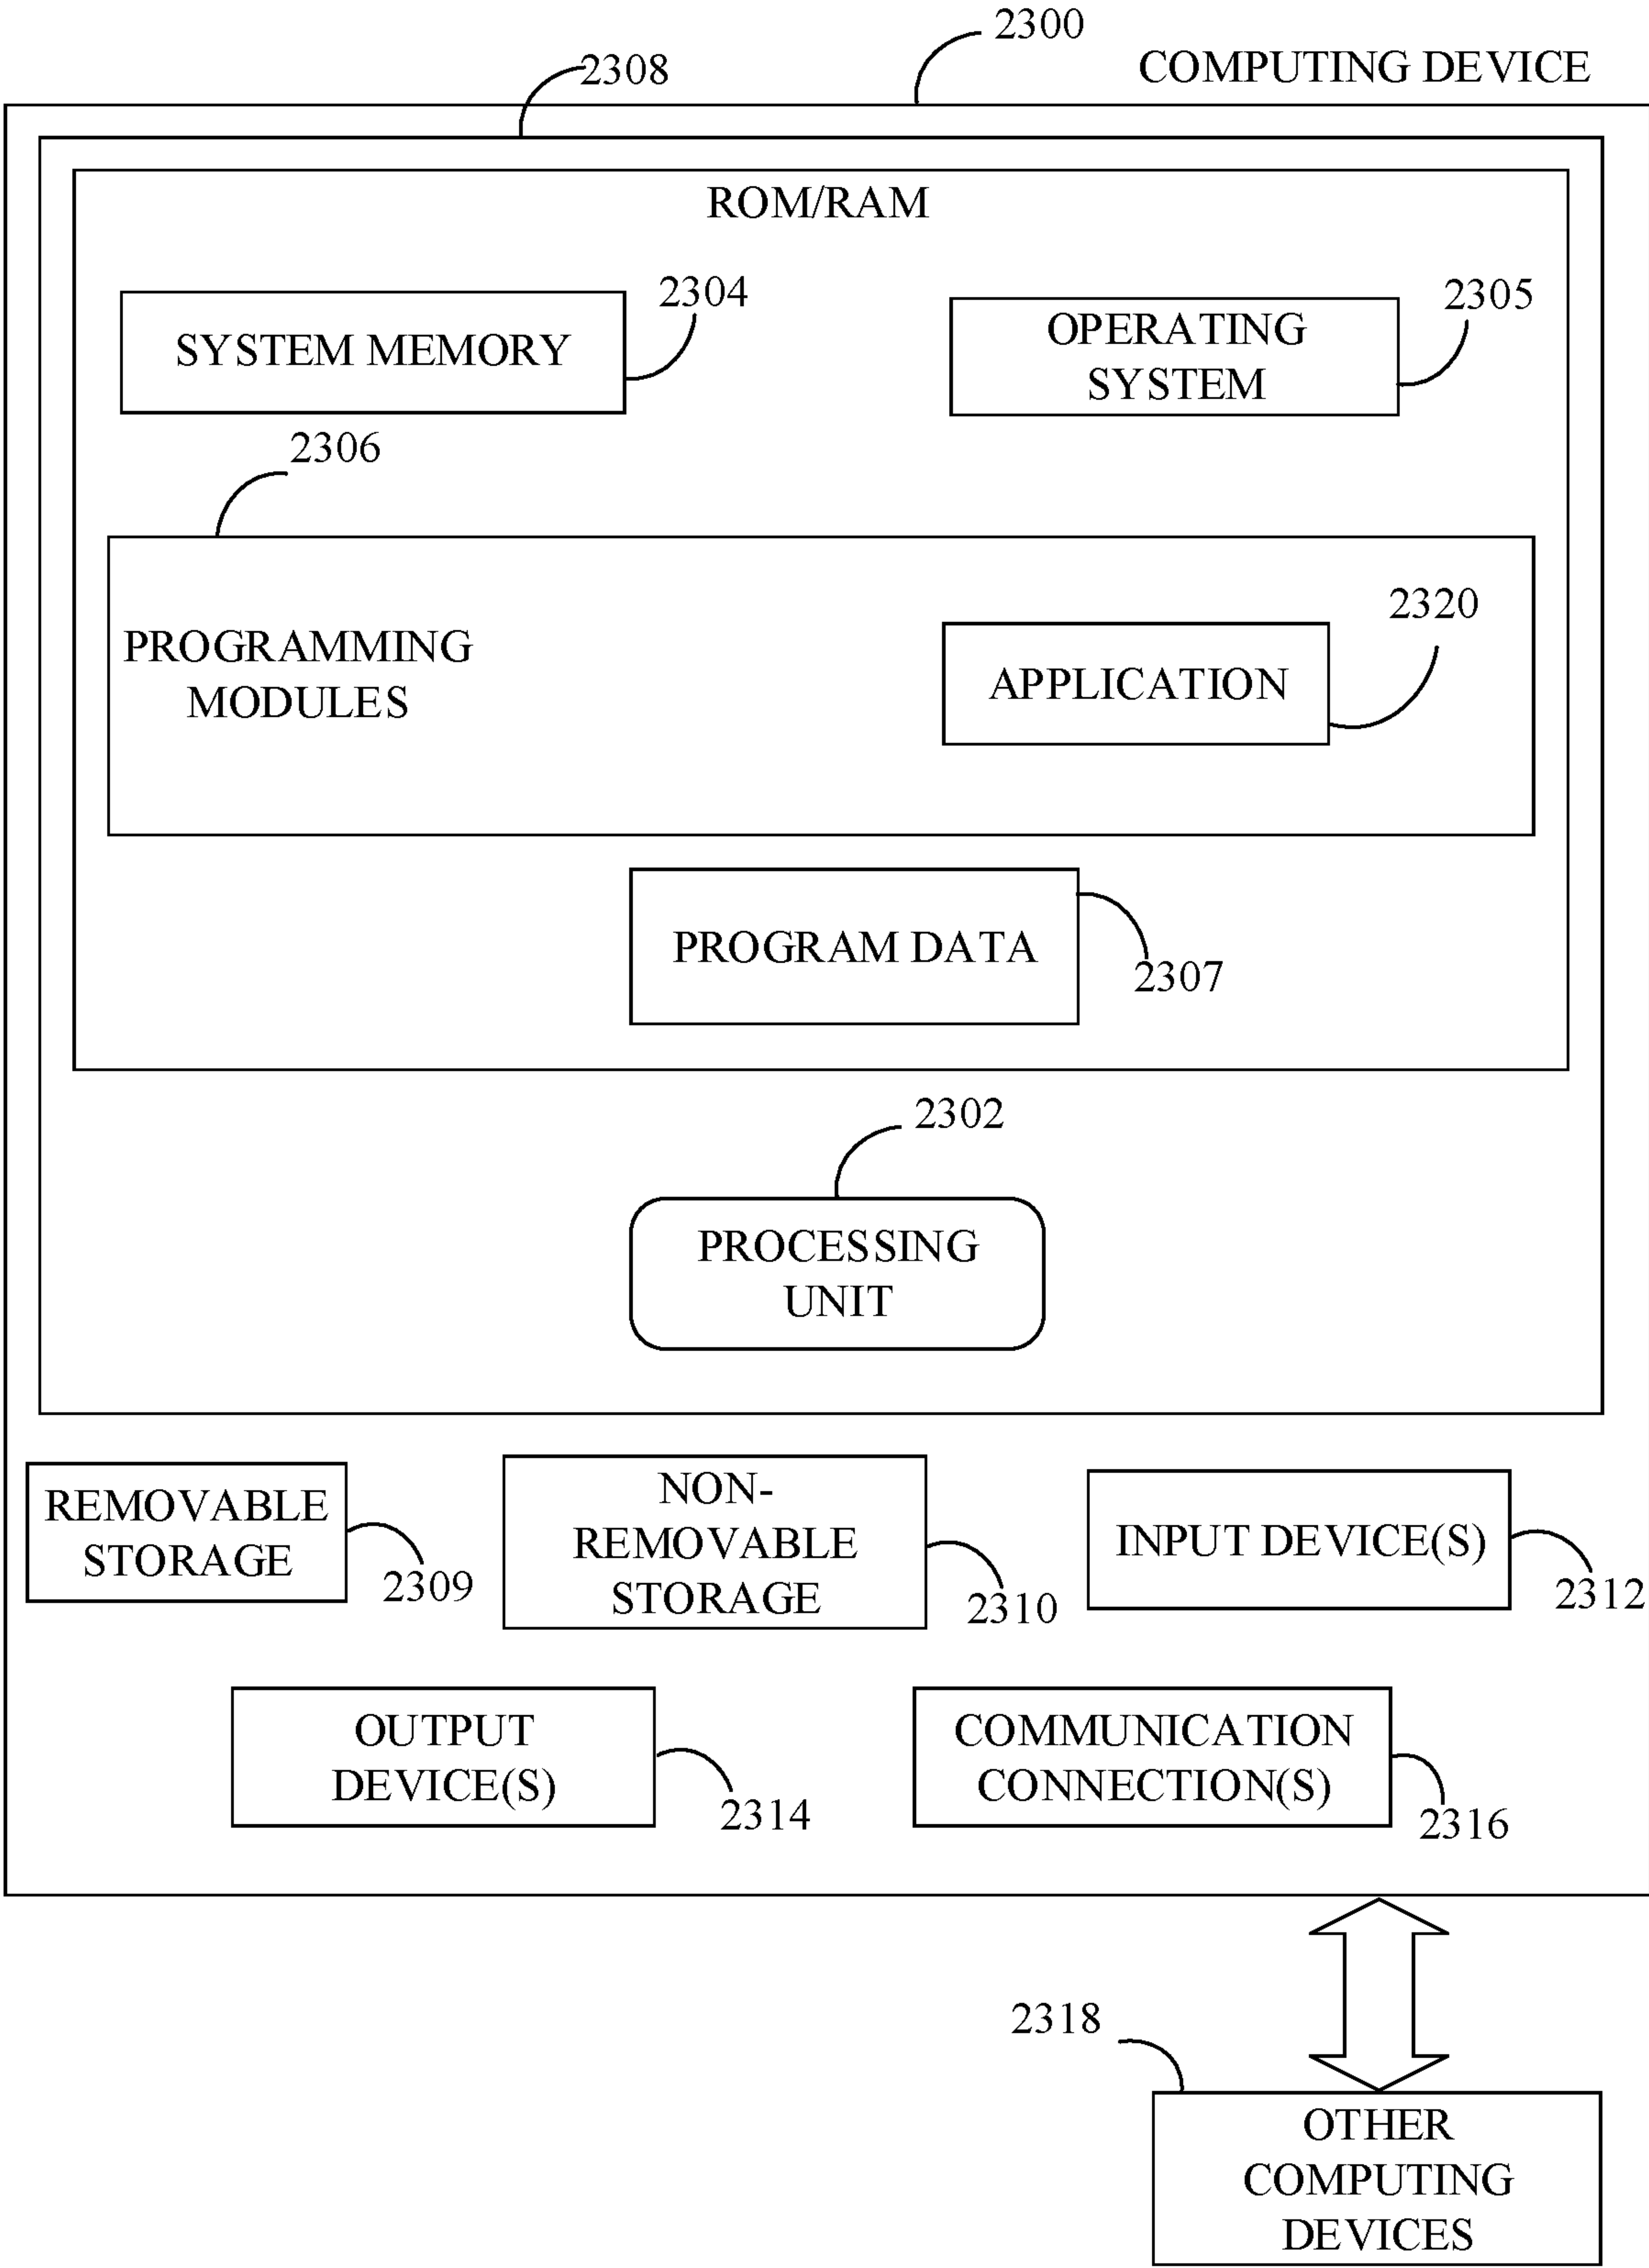 2300
COMPUTING DEVICE
2308
ROM/RAM
2304
SYSTEM MEMORY
2305
OPERATING
SYSTEM
2306
PROGRAMMING
MODULES
2320
APPLICATION
PROGRAM DATA
2307
2302
PROCESSING
UNIT
REMOVABLE
STORAGE
2309
NON-
REMOVABLE
STORAGE
2310
INPUT DEVICE(S)
2312
OUTPUT
DEVICE(S)
2314
COMMUNICATION
CONNECTION(S)
2316
2318
OTHER
COMPUTING
DEVICES